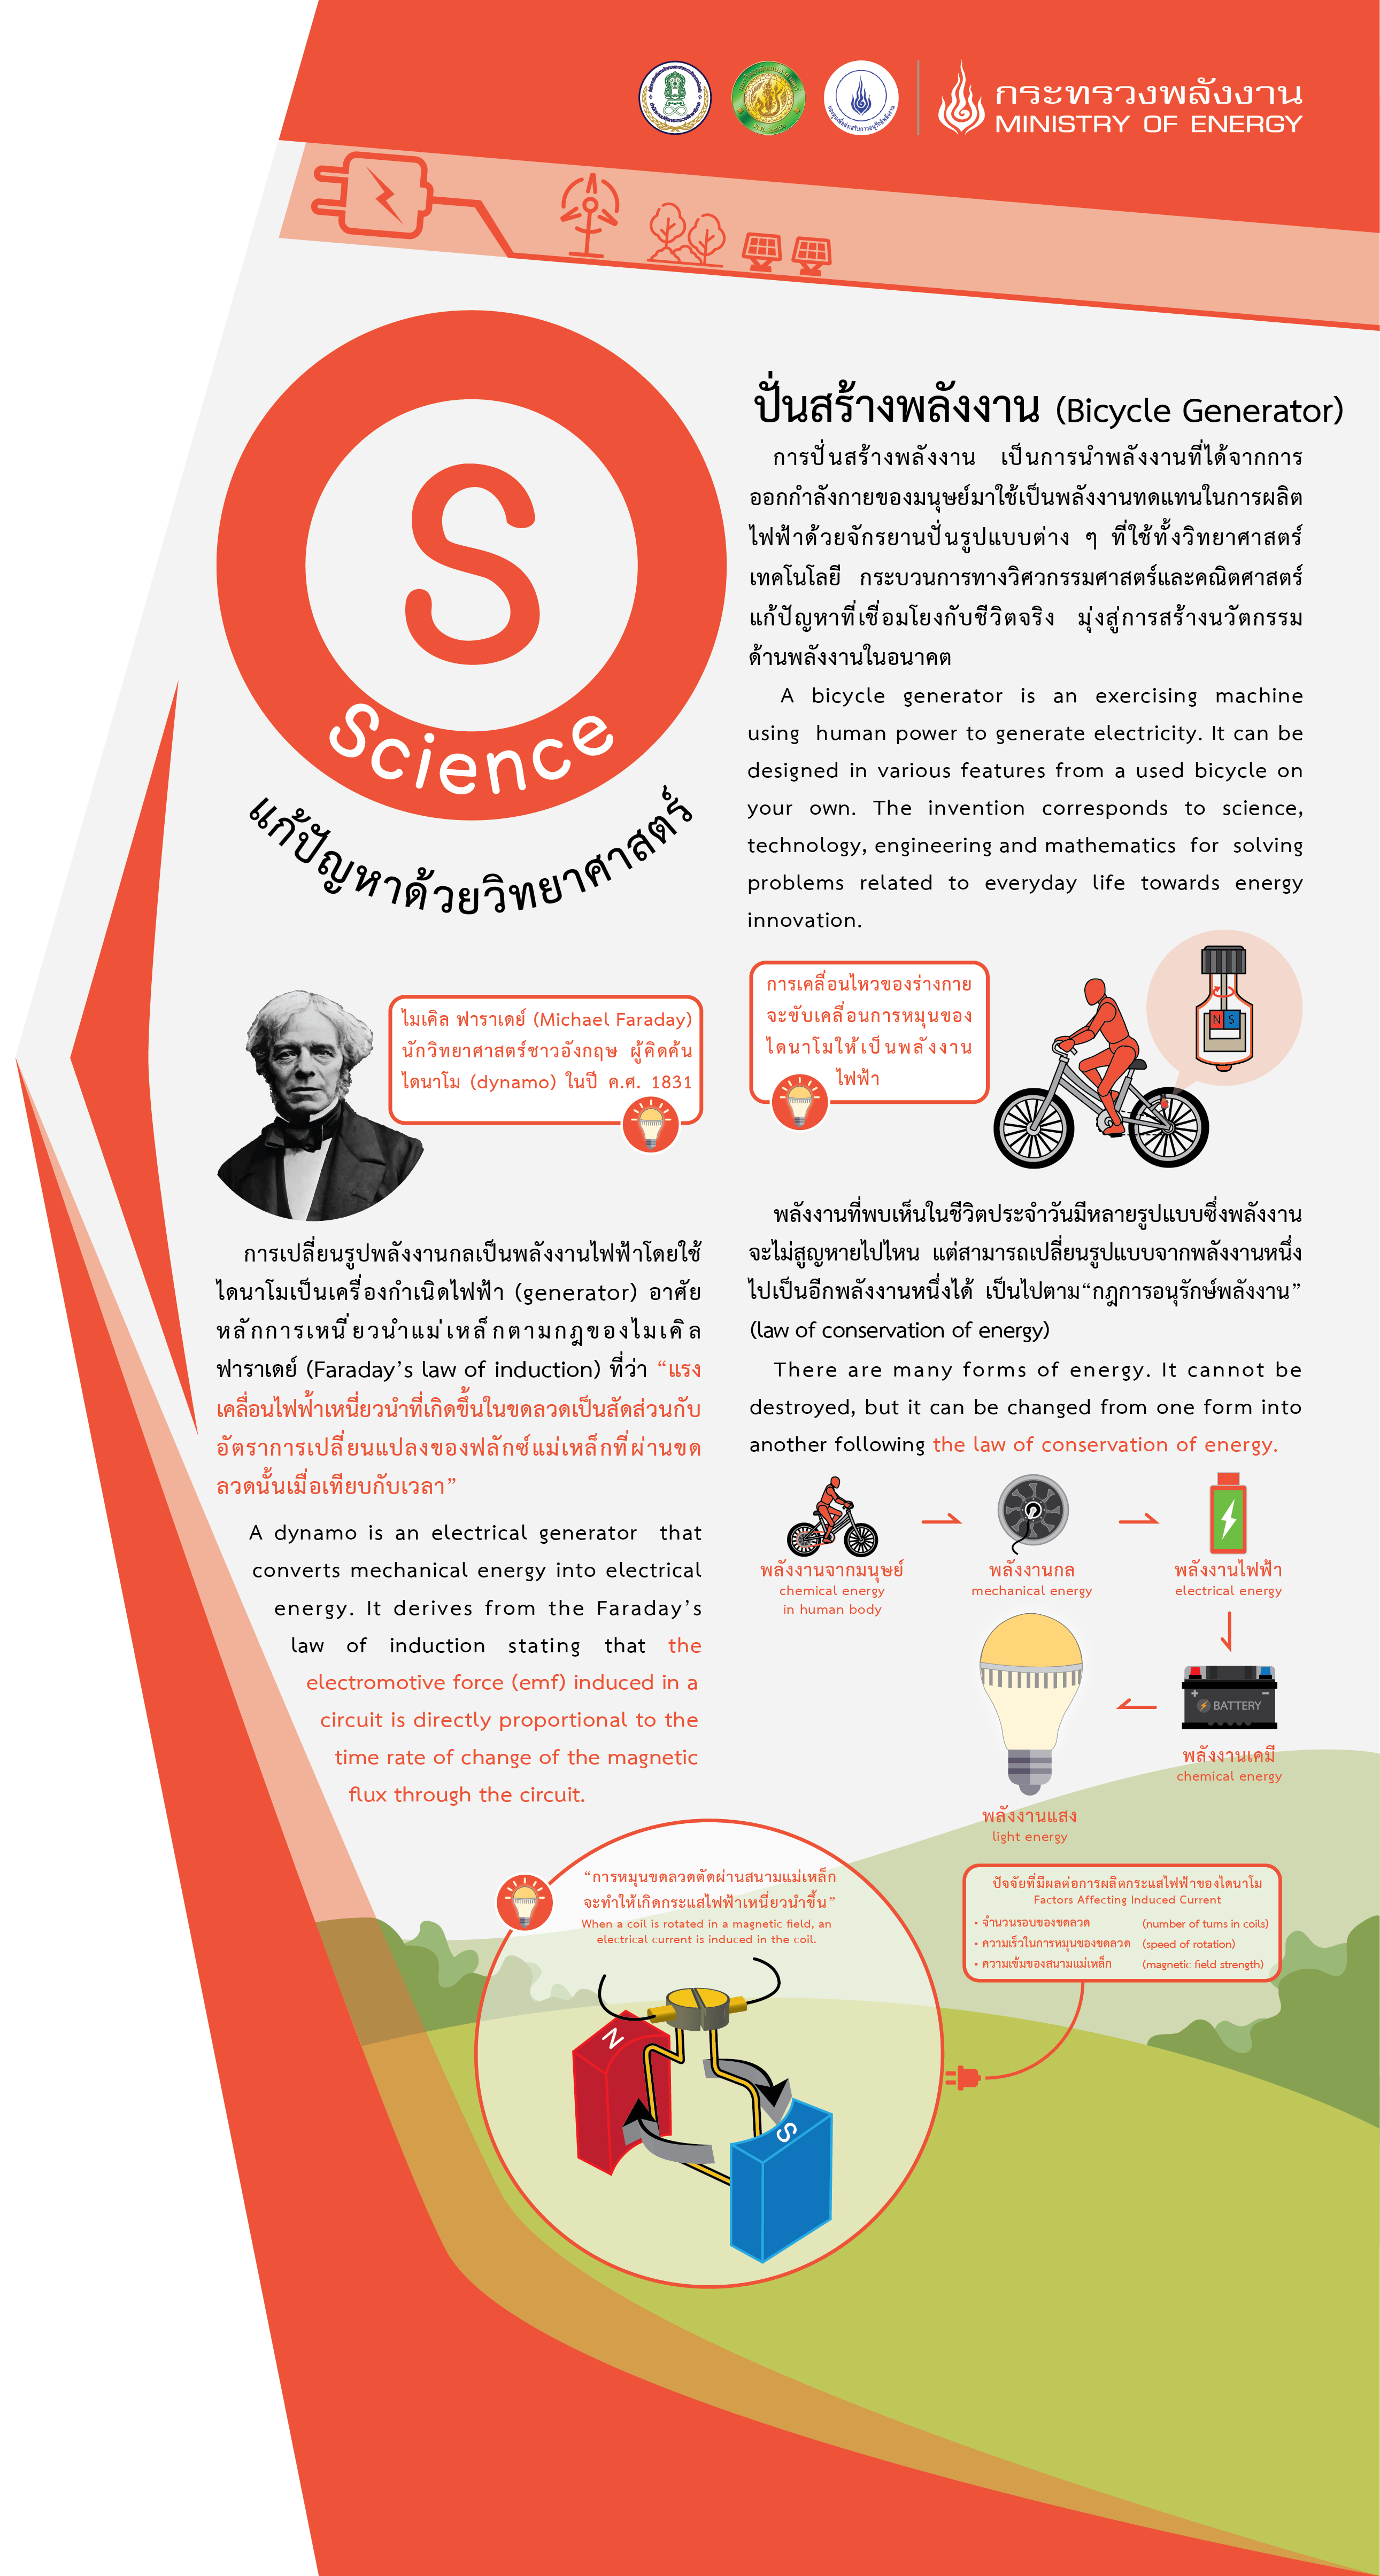 กระทรวงพลังงาน
MINISTRY OF ENERGY
S
Science
แก้ปัญหาด้วยวิทยาศาสตร์
ปั่นสร้างพลังงาน (Bicycle Generator)
การปั่นสร้างพลังงาน เป็นการนำพลังงานที่ได้จากการ
ออกกำลังกายของมนุษย์มาใช้เป็นพลังงานทดแทนในการผลิต
ไฟฟ้าด้วยจักรยานปั่นรูปแบบต่าง ๆ ที่ใช้ทั้งวิทยาศาสตร์
เทคโนโลยี กระบวนการทางวิศวกรรมศาสตร์และคณิตศาสตร์
แก้ปัญหาที่เชื่อมโยงกับชีวิตจริง มุ่งสู่การสร้างนวัตกรรม
ด้านพลังงานในอนาคต
A bicycle generator is an exercising machine
using human power to generate electricity. It can be
designed in various features from a used bicycle on
your own. The invention corresponds to science,
technology, engineering and mathematics for solving
problems related to everyday life towards energy
innovation.
ไมเคิล ฟาราเดย์ (Michael Faraday)
นักวิทยาศาสตร์ชาวอังกฤษ ผู้คิดค้น
ไดนาโม (dynamo) ในปี ค.ศ. 1831
การเคลื่อนไหวของร่างกาย
จะขับเคลื่อนการหมุนของ
ไดนาโมให้เป็นพลังงาน
ไฟฟ้า
N S
การเปลี่ยนรูปพลังงานกลเป็นพลังงานไฟฟ้าโดยใช้
ไดนาโมเป็นเครื่องกำเนิดไฟฟ้า (generator) อาศัย
หลักการเหนี่ยวนำแม่เหล็กตามกฎของไมเคิล
ฟาราเดย์ (Faraday's law of induction) ที่ว่า “แรง
เคลื่อนไฟฟ้าเหนี่ยวนำที่เกิดขึ้นในขดลวดเป็นสัดส่วนกับ
อัตราการเปลี่ยนแปลงของฟลักซ์แม่เหล็กที่ผ่านขด
ลวดนั้นเมื่อเทียบกับเวลา”
A dynamo is an electrical generator that
converts mechanical energy into electrical
energy. It derives from the Faraday's
law of induction stating that the
electromotive force (emf) induced in a
circuit is directly proportional to the
time rate of change of the magnetic
flux through the circuit.
พลังงานที่พบเห็นในชีวิตประจำวันมีหลายรูปแบบซึ่งพลังงาน
จะไม่สูญหายไปไหน แต่สามารถเปลี่ยนรูปแบบจากพลังงานหนึ่ง
ไปเป็นอีกพลังงานหนึ่งได้ เป็นไปตาม“กฎการอนุรักษ์พลังงาน”
(law of conservation of energy)
There are many forms of energy. It cannot be
destroyed, but it can be changed from one form into
another following the law of conservation of energy.
พลังงานจากมนุษย์
chemical energy
in human body
พลังงานกล
mechanical energy
พลังงานไฟฟ้า
electrical energy
+ −
BATTERY
พลังงานเคมี
chemical energy
พลังงานแสง
light energy
“การหมุนขดลวดตัดผ่านสนามแม่เหล็ก
จะทำให้เกิดกระแสไฟฟ้าเหนี่ยวนำขึ้น”
When a coil is rotated in a magnetic field, an
electrical current is induced in the coil.
N
S
ปัจจัยที่มีผลต่อการผลิตกระแสไฟฟ้าของไดนาโม
Factors Affecting Induced Current
• จำนวนรอบของขดลวด (number of turns in coils)
• ความเร็วในการหมุนของขดลวด (speed of rotation)
• ความเข้มของสนามแม่เหล็ก (magnetic field strength)